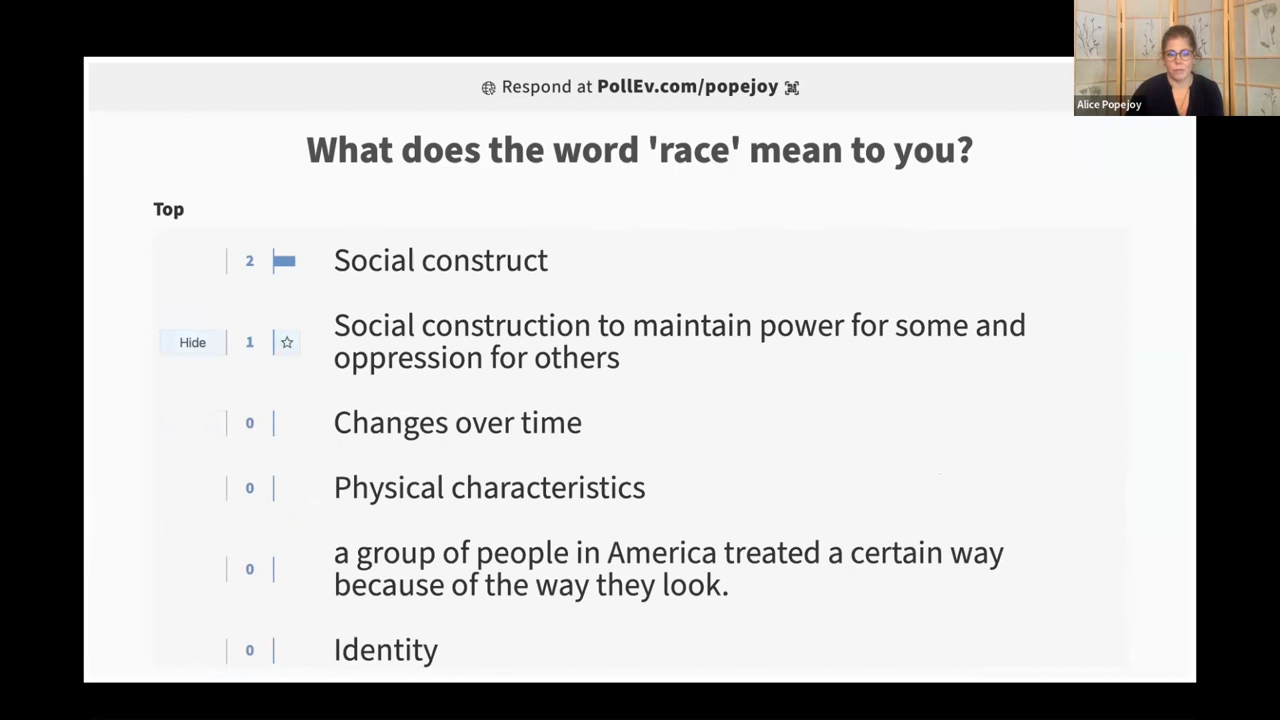 Respond at PollEv.com/popejoy
Alice Popejoy
What does the word 'race' mean to you?
Top
2 Social construct
Hide 1 Social construction to maintain power for some and
oppression for others
0 Changes over time
0 Physical characteristics
0 a group of people in America treated a certain way
because of the way they look.
0 Identity